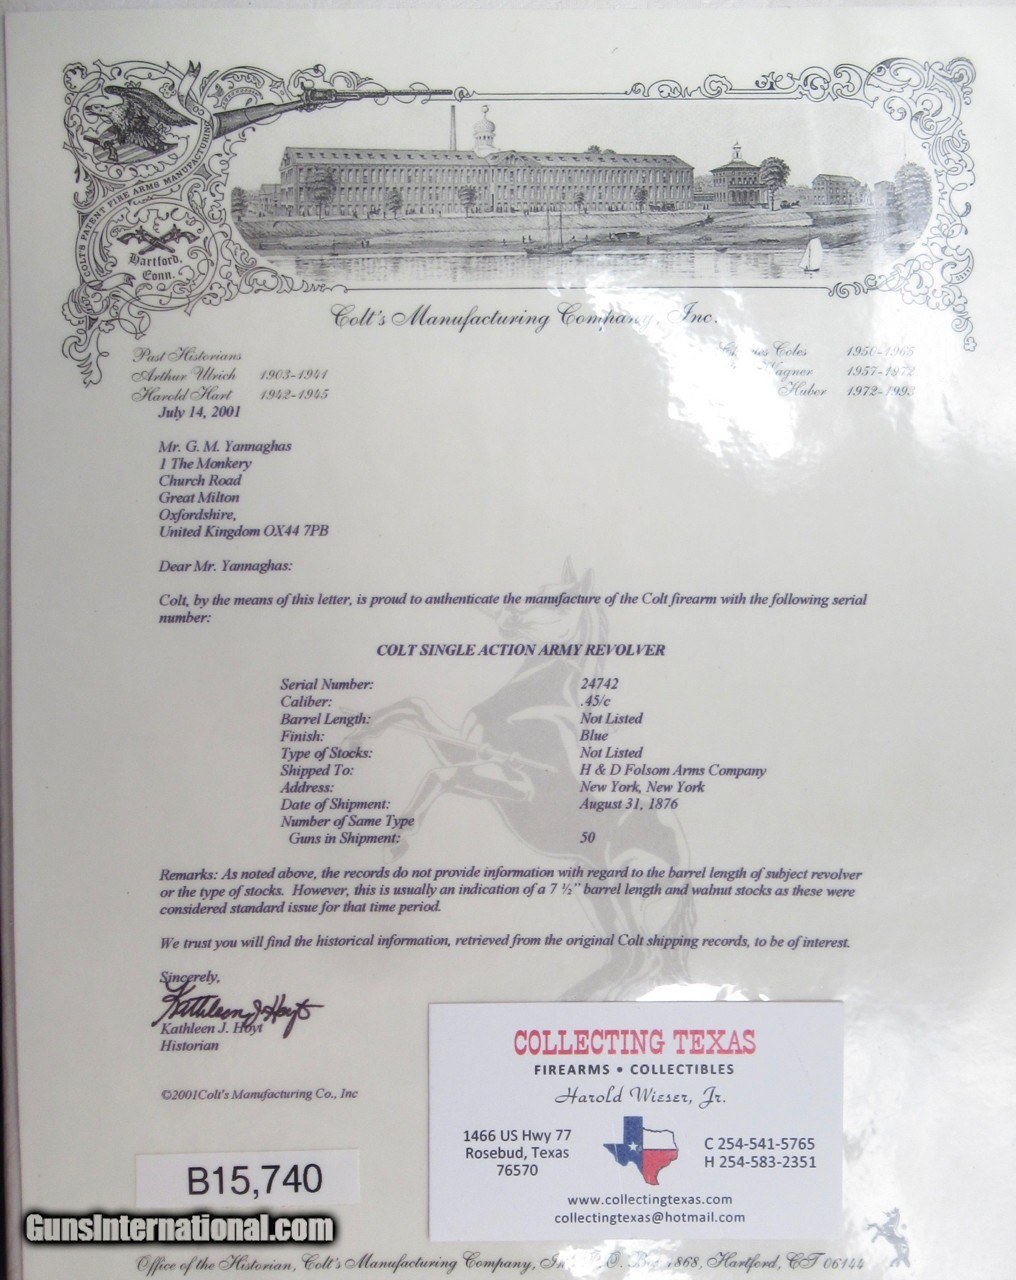 COLT'S PATENT FIRE ARMS MANUFACTURING
Hartford,
Conn.
Colt's Manufacturing Company, Inc.
Past Historians
Arthur Ulrich 1903-1941
Harold Hart 1942-1945
Coles 1950-1965
Wagner 1957-1972
Huber 1972-1993
July 14, 2001
Mr. G. M. Yannaghas
1 The Monkery
Church Road
Great Milton
Oxfordshire,
United Kingdom OX44 7PB
Dear Mr. Yannaghas:
Colt, by the means of this letter, is proud to authenticate the manufacture of the Colt firearm with the following serial
number:
COLT SINGLE ACTION ARMY REVOLVER
Serial Number: 24742
Caliber: .45/c
Barrel Length: Not Listed
Finish: Blue
Type of Stocks: Not Listed
Shipped To: H & D Folsom Arms Company
Address: New York, New York
Date of Shipment: August 31, 1876
Number of Same Type
Guns in Shipment: 50
Remarks: As noted above, the records do not provide information with regard to the barrel length of subject revolver
or the type of stocks. However, this is usually an indication of a 7 ½" barrel length and walnut stocks as these were
considered standard issue for that time period.
We trust you will find the historical information, retrieved from the original Colt shipping records, to be of interest.
Sincerely,
Kathleen J Hoyt
Kathleen J. Hoyt
Historian
©2001Colt's Manufacturing Co., Inc
COLLECTING TEXAS
FIREARMS • COLLECTIBLES
Harold Wieser, Jr.
1466 US Hwy 77
Rosebud, Texas
76570
C 254-541-5765
H 254-583-2351
www.collectingtexas.com
collectingtexas@hotmail.com
B15,740
GunsInternational.com
Office of the Historian, Colt's Manufacturing Company, 1868, Hartford, CT 06144